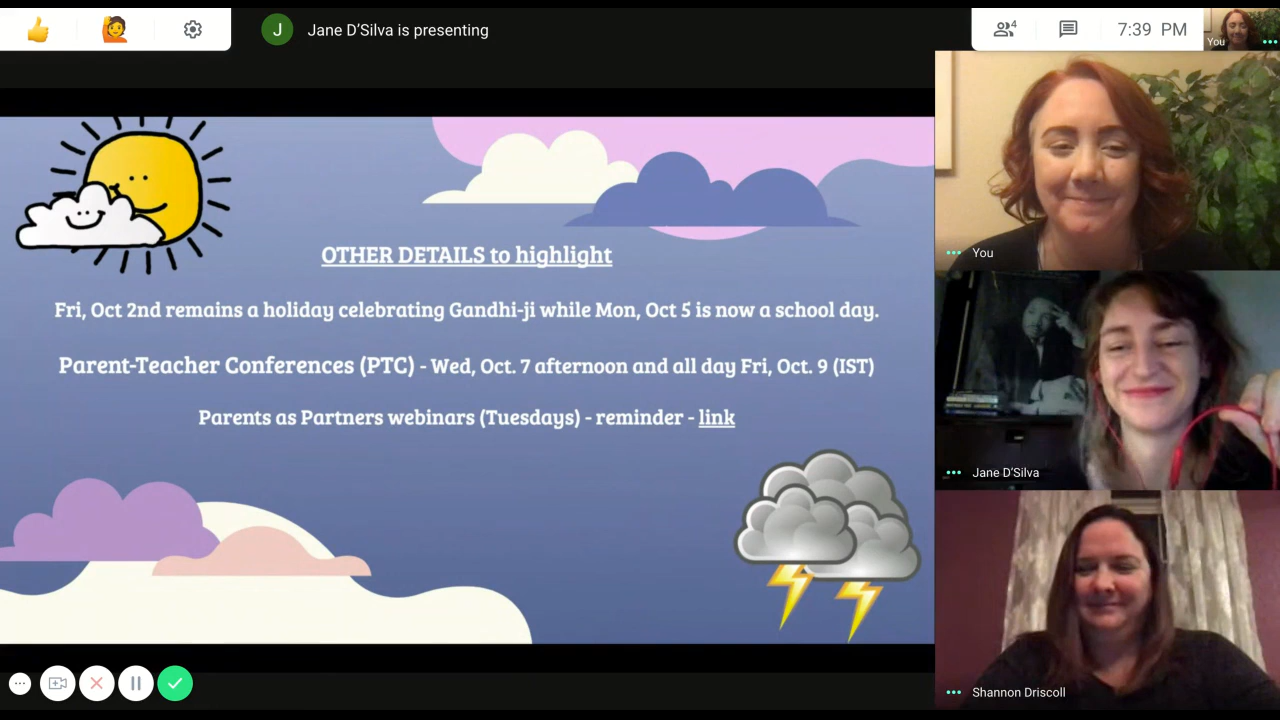 J
Jane D'Silva is presenting
4
7:39 PM
You
OTHER DETAILS to highlight
Fri, Oct 2nd remains a holiday celebrating Gandhi-ji while Mon, Oct 5 is now a school day.
Parent-Teacher Conferences (PTC) - Wed, Oct. 7 afternoon and all day Fri, Oct. 9 (IST)
Parents as Partners webinars (Tuesdays) - reminder - link
You
Jane D'Silva
Shannon Driscoll